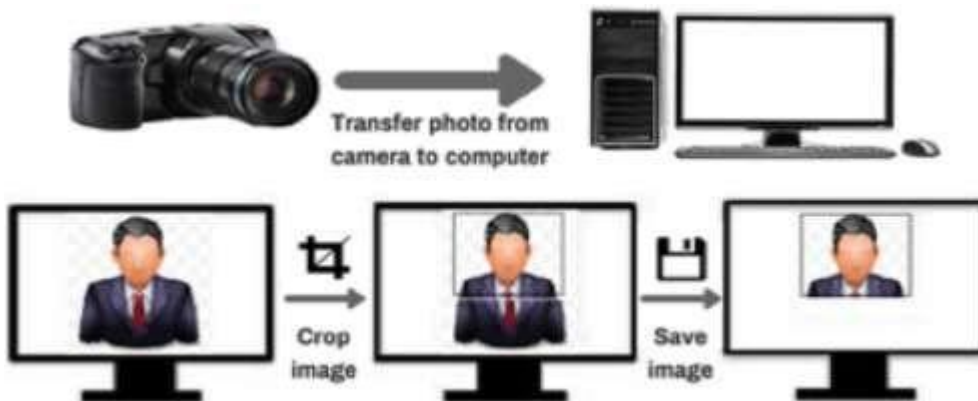 Transfer photo from
camera to computer
Crop
image
Save
image